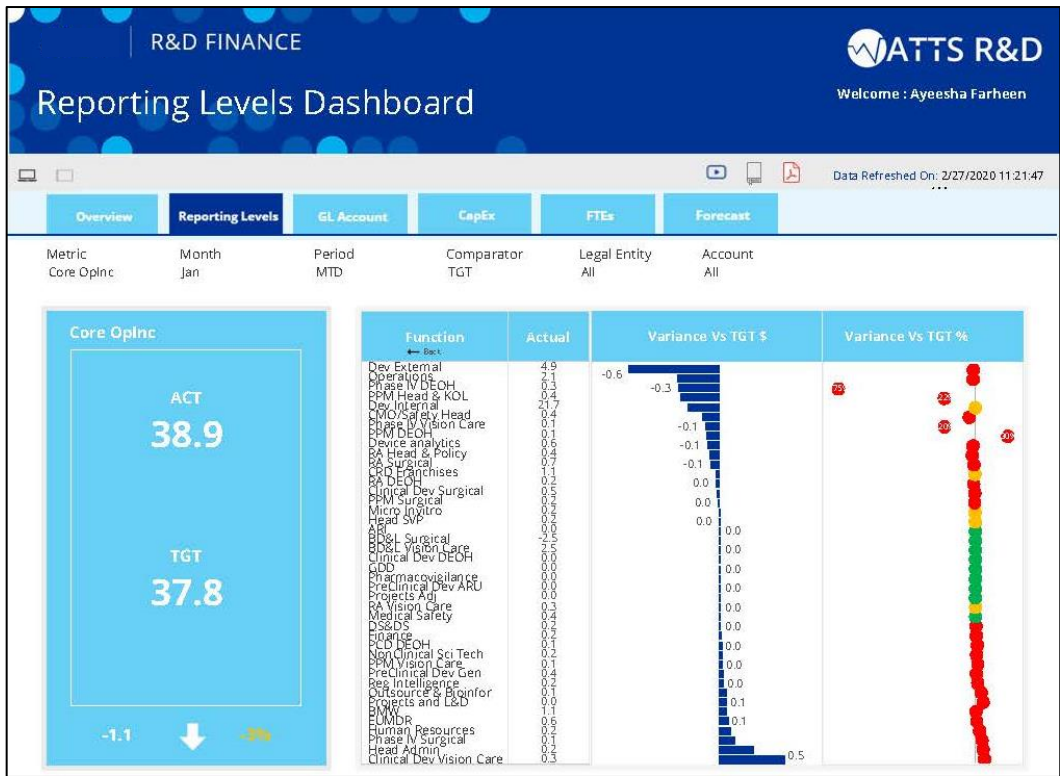 R&D FINANCE
WATTS R&D
Reporting Levels Dashboard
Welcome : Ayeesha Farheen
Data Refreshed On: 2/27/2020 11:21:47
Overview Reporting Levels GL Account CapEx FTEs Forecast
Metric Month Period Comparator Legal Entity Account
Core OpInc Jan MTD TGT All All
Core OpInc
ACT
38.9
TGT
37.8
-1.1 -3%
Function Actual Variance Vs TGT $ Variance Vs TGT %
Back
Dev External 4.9
Operations 2.1 -0.6
Phase IV DEOH 0.3 -0.3
PPM Head & KOL 0.4
Dev Internal 21.7
CMO/Safety Head 0.4
Phase IV Vision Care 0.1 -0.1
PPM DEOH 0.1
Device analytics 0.6 -0.1
RA Head & Policy 0.4
RA Surgical 0.7 -0.1
CRD Franchises 1.1
RA DEOH 0.2 0.0
Clinical Dev Surgical 0.5
PPM Surgical 0.2 0.0
Micro Invitro 0.2
Head SVP 0.2 0.0
ARI 0.0 0.0
BD&L Surgical -2.5
BD&L Vision Care 2.5 0.0
Clinical Dev DEOH 0.0
GDD 0.0 0.0
Pharmacovigilance 0.0
PreClinical Dev ARU 0.0 0.0
Projects Adj 0.0
RA Vision Care 0.3 0.0
Medical Safety 0.4
DS&DS 0.2 0.0
Finance 0.2
PCD DEOH 0.1 0.0
NonClinical Sci Tech 0.2
PPM Vision Care 0.1 0.0
PreClinical Dev Gen 0.4
Reg Intelligence 0.2 0.0
Outsource & Bioinfor 0.1
Projects and L&D 0.0 0.1
BMW 1.1
EUMDR 0.6 0.1
Human Resources 0.2
Phase IV Surgical 0.1
Head Admin 0.2
Clinical Dev Vision Care 0.3 0.5